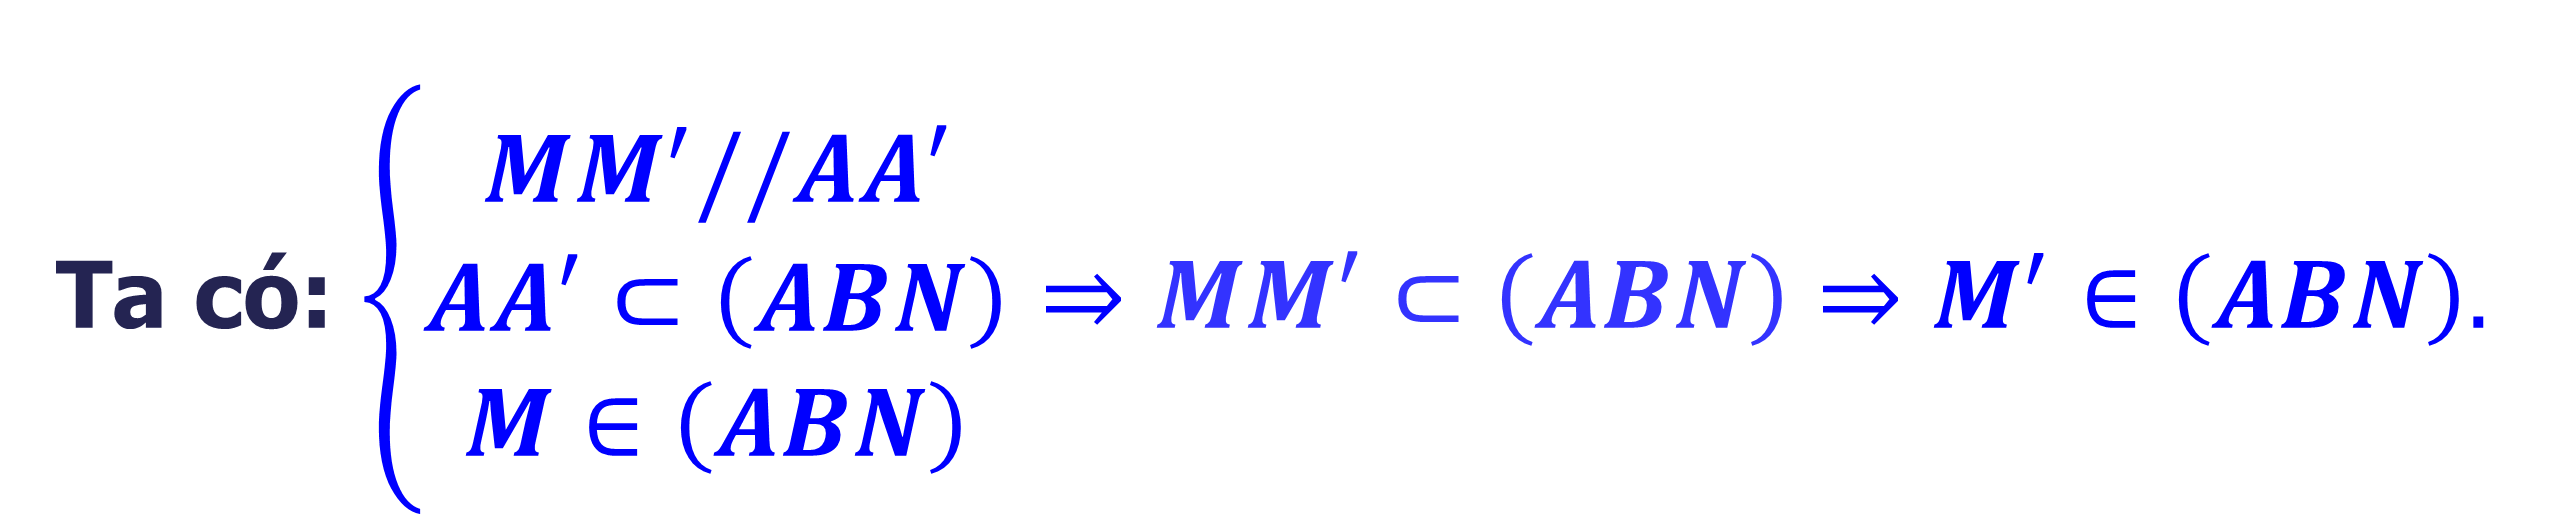 MM′//AA′
Ta có: { AA′ ⊂ (ABN) ⇒ MM′ ⊂ (ABN) ⇒ M′ ∈ (ABN).
M ∈ (ABN)